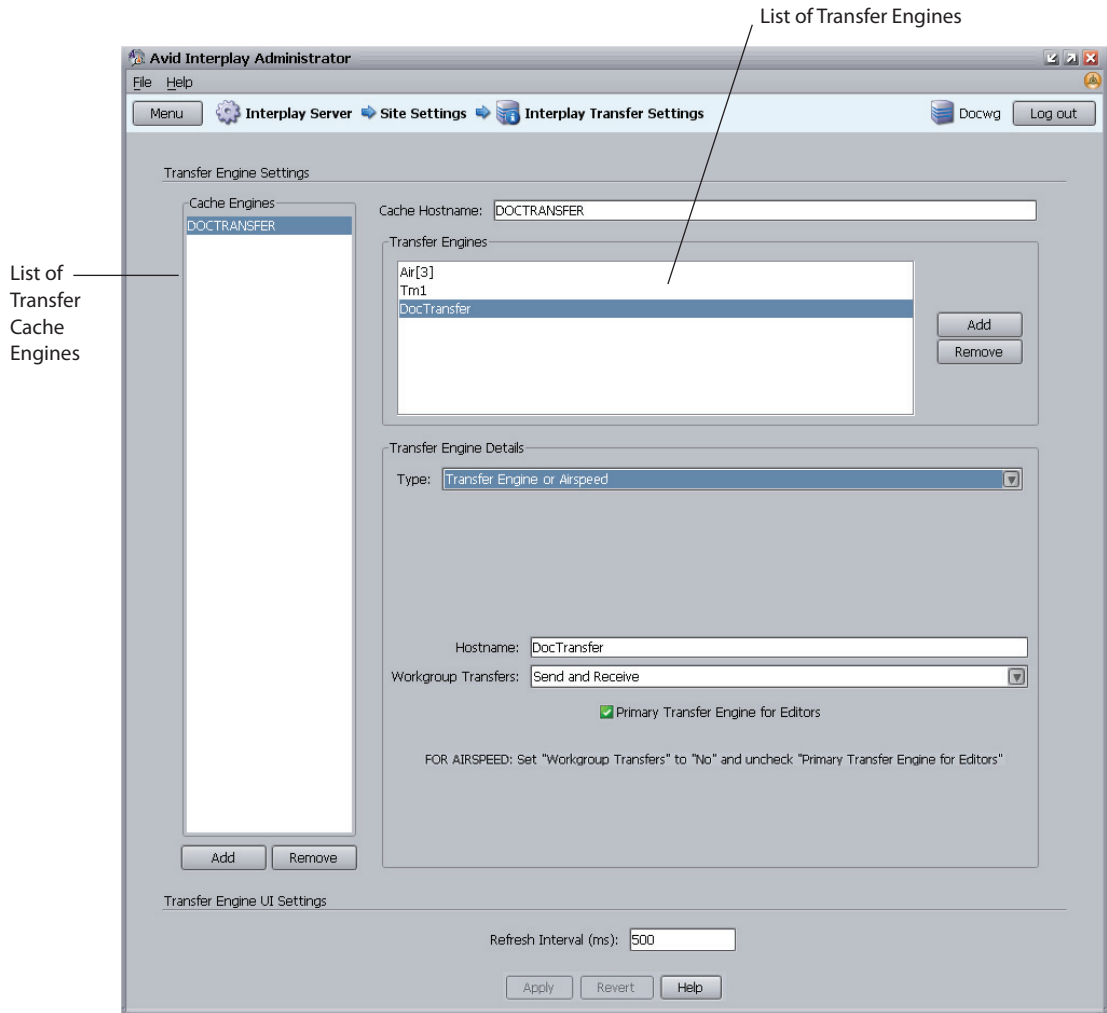 List of Transfer Engines
Avid Interplay Administrator
File Help
Menu Interplay Server Site Settings Interplay Transfer Settings Docwg Log out
Transfer Engine Settings
Cache Engines
DOCTRANSFER
Cache Hostname: DOCTRANSFER
Transfer Engines
Air[3]
Tm1
DocTransfer
Add
Remove
List of
Transfer
Cache
Engines
Transfer Engine Details
Type: Transfer Engine or Airspeed
Hostname: DocTransfer
Workgroup Transfers: Send and Receive
Primary Transfer Engine for Editors
FOR AIRSPEED: Set "Workgroup Transfers" to "No" and uncheck "Primary Transfer Engine for Editors"
Add Remove
Transfer Engine UI Settings
Refresh Interval (ms): 500
Apply Revert Help